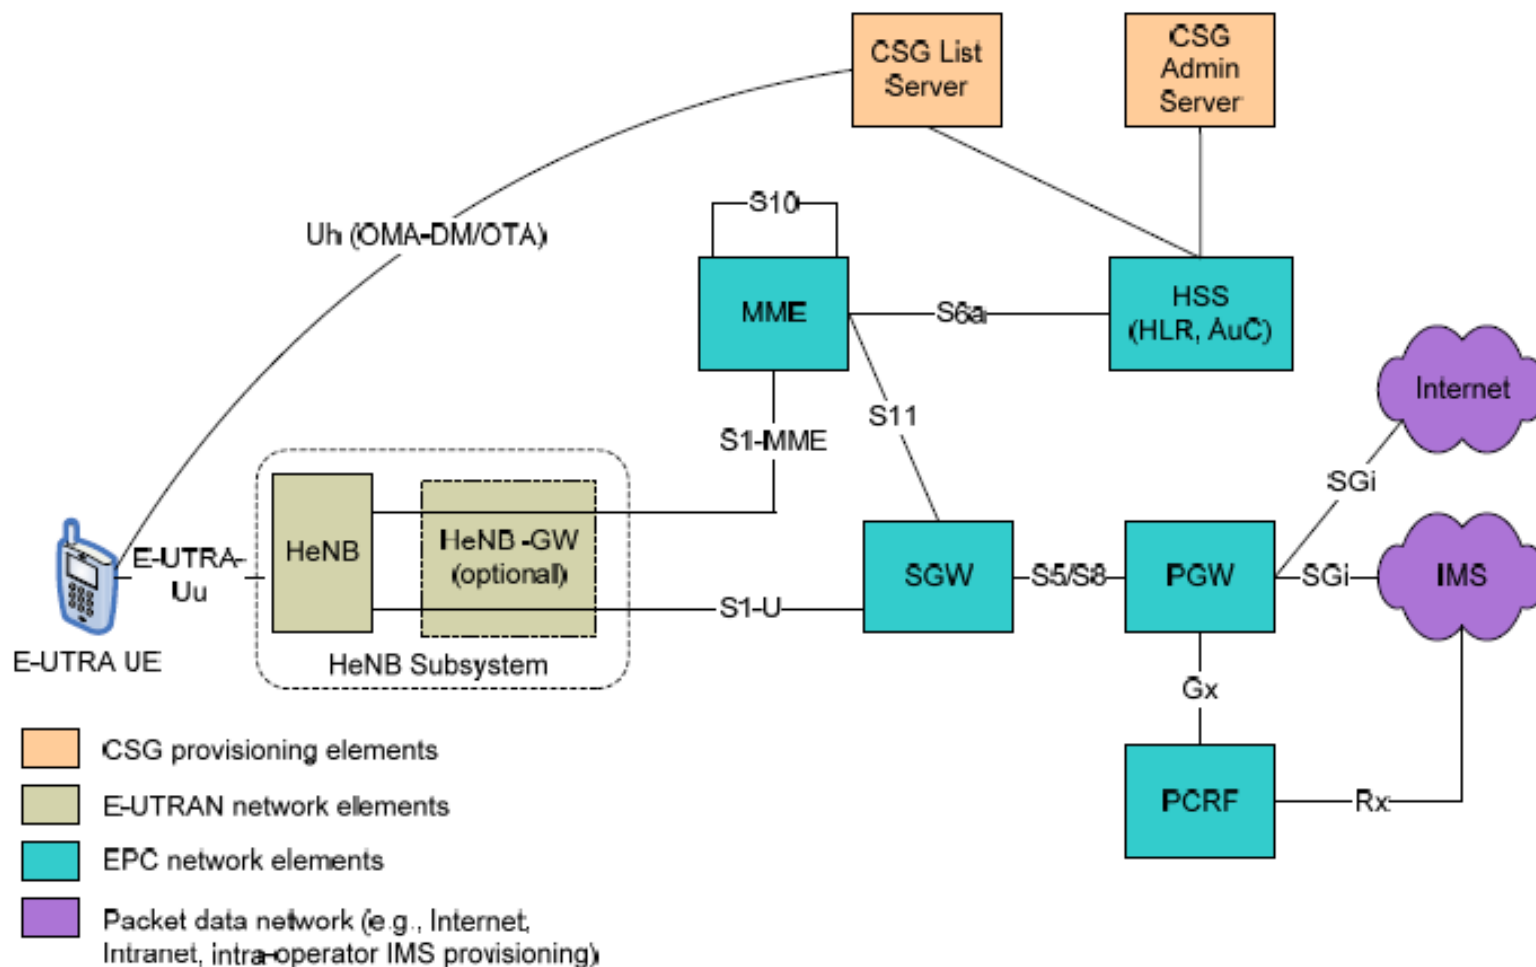 CSG List
Server
CSG
Admin
Server
Uh (OMA-DM/OTA)
S10
MME
S6a
HSS
(HLR, AuC)
Internet
S11
S1-MME
SGi
E-UTRA-
Uu
HeNB
HeNB -GW
(optional)
SGW
S5/S8
PGW
SGi
IMS
S1-U
E-UTRA UE
HeNB Subsystem
Gx
PCRF
Rx
CSG provisioning elements
E-UTRAN network elements
EPC network elements
Packet data network (e.g., Internet,
Intranet, intra-operator IMS provisioning)